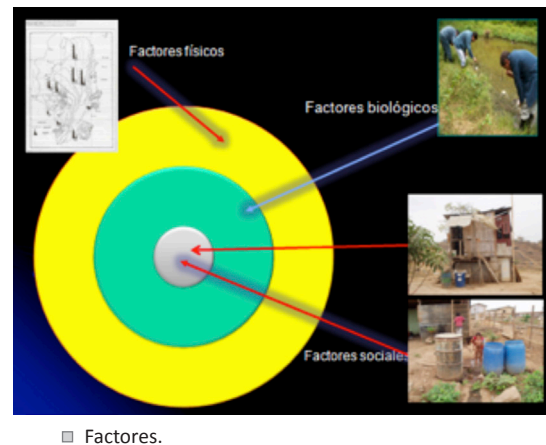 Factores físicos
Factores biológicos
Factores sociales
Factores.